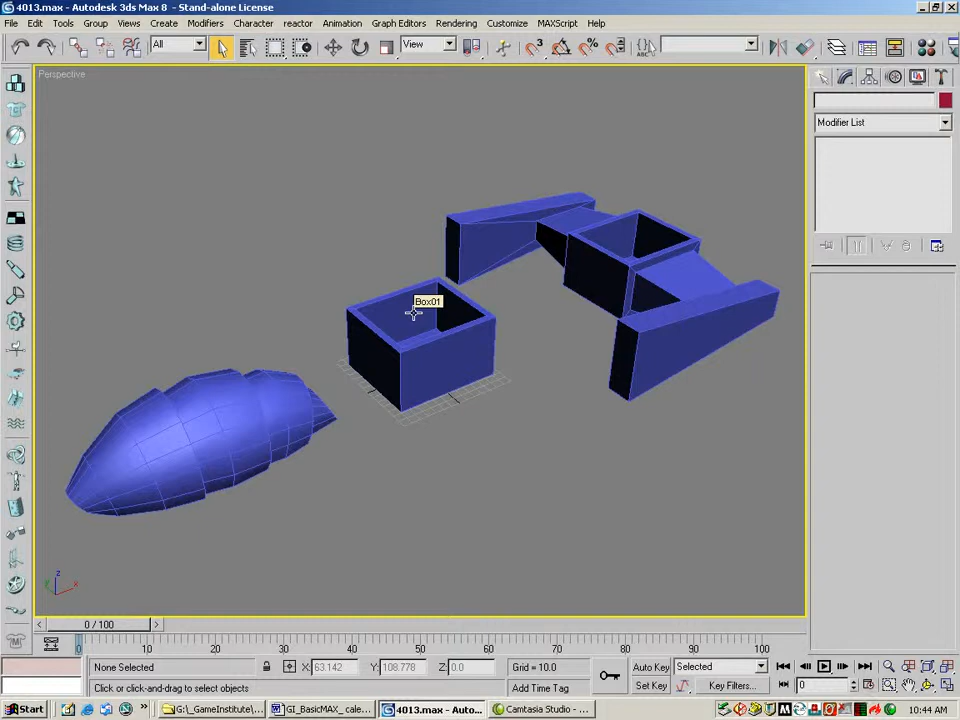 4013.max - Autodesk 3ds Max 8 - Stand-alone License
File Edit Tools Group Views Create Modifiers Character reactor Animation Graph Editors Rendering Customize MAXScript Help
All View
Perspective
Modifier List
Box01
z x
0 / 100
0 10 20 30 40 50 60 70 80 90 100
None Selected X: 63.142 Y: 108.778 Z: 0.0 Grid = 10.0 Auto Key Selected
Click or click-and-drag to select objects Add Time Tag Set Key Key Filters... 0
Start G:\_GameInstitute\... GI_BasicMAX_ cale... 4013.max - Auto... Camtasia Studio - ... 10:44 AM